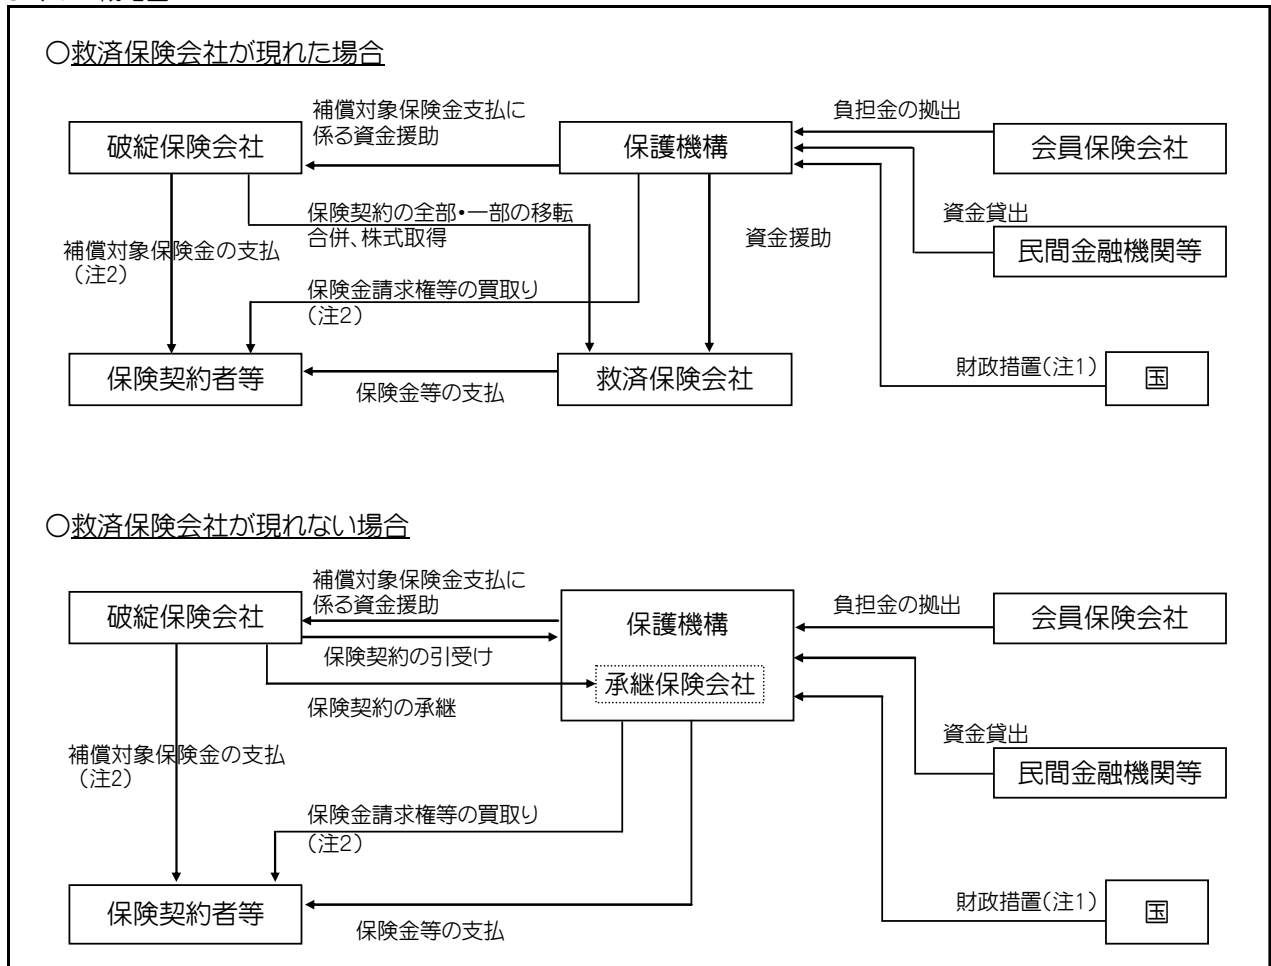 ○救済保険会社が現れた場合
補償対象保険金支払に
係る資金援助
負担金の拠出
破綻保険会社
保護機構
会員保険会社
保険契約の全部・一部の移転
合併、株式取得
資金貸出
資金援助
補償対象保険金の支払
（注2）
民間金融機関等
保険金請求権等の買取り
（注2）
財政措置(注1)
保険契約者等
救済保険会社
国
保険金等の支払
○救済保険会社が現れない場合
補償対象保険金支払に
係る資金援助
負担金の拠出
破綻保険会社
保護機構
会員保険会社
保険契約の引受け
承継保険会社
保険契約の承継
資金貸出
補償対象保険金の支払
（注2）
民間金融機関等
保険金請求権等の買取り
（注2）
財政措置(注1)
保険契約者等
国
保険金等の支払